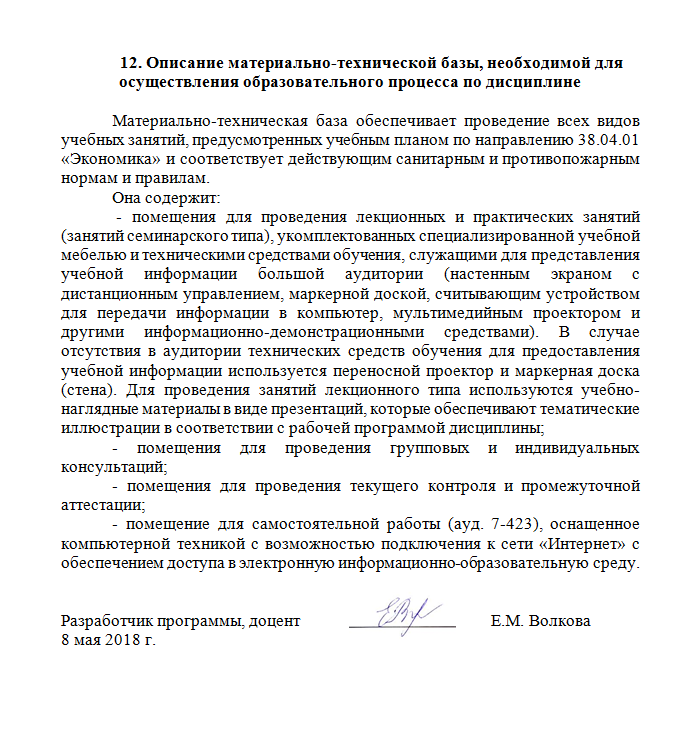 12. Описание материально-технической базы, необходимой для
осуществления образовательного процесса по дисциплине
Материально-техническая база обеспечивает проведение всех видов
учебных занятий, предусмотренных учебным планом по направлению 38.04.01
«Экономика» и соответствует действующим санитарным и противопожарным
нормам и правилам.
Она содержит:
- помещения для проведения лекционных и практических занятий
(занятий семинарского типа), укомплектованных специализированной учебной
мебелью и техническими средствами обучения, служащими для представления
учебной информации большой аудитории (настенным экраном с
дистанционным управлением, маркерной доской, считывающим устройством
для передачи информации в компьютер, мультимедийным проектором и
другими информационно-демонстрационными средствами). В случае
отсутствия в аудитории технических средств обучения для предоставления
учебной информации используется переносной проектор и маркерная доска
(стена). Для проведения занятий лекционного типа используются учебно-
наглядные материалы в виде презентаций, которые обеспечивают тематические
иллюстрации в соответствии с рабочей программой дисциплины;
- помещения для проведения групповых и индивидуальных
консультаций;
- помещения для проведения текущего контроля и промежуточной
аттестации;
- помещение для самостоятельной работы (ауд. 7-423), оснащенное
компьютерной техникой с возможностью подключения к сети «Интернет» с
обеспечением доступа в электронную информационно-образовательную среду.
Разработчик программы, доцент Е.М. Волкова
8 мая 2018 г.